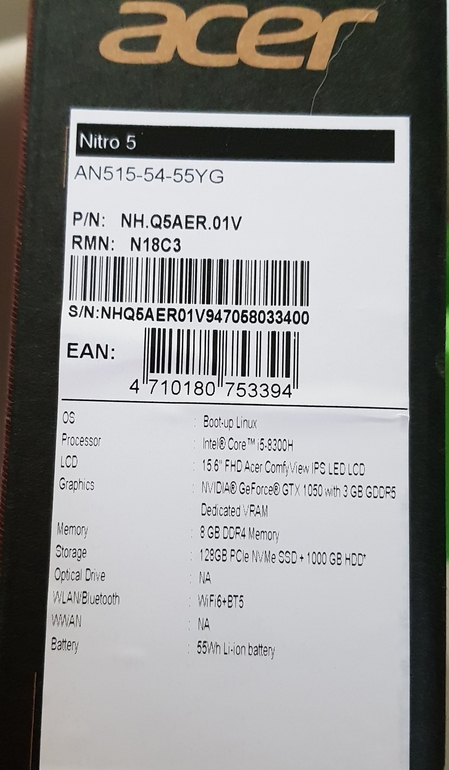 acer
Nitro 5
AN515-54-55YG
P/N: NH.Q5AER.01V
RMN: N18C3
S/N:NHQ5AER01V947058033400
EAN:
4 710180 753394
OS : Boot-up Linux
Processor : Intel® Core™ i5-8300H
LCD : 15.6" FHD Acer ComfyView IPS LED LCD
Graphics : NVIDIA® GeForce® GTX 1050 with 3 GB GDDR5
Dedicated VRAM
Memory : 8 GB DDR4 Memory
Storage : 128GB PCIe NVMe SSD + 1000 GB HDD*
Optical Drive : NA
WLAN/Bluetooth : WiFi6+BT5
WWAN : NA
Battery : 55Wh Li-ion battery